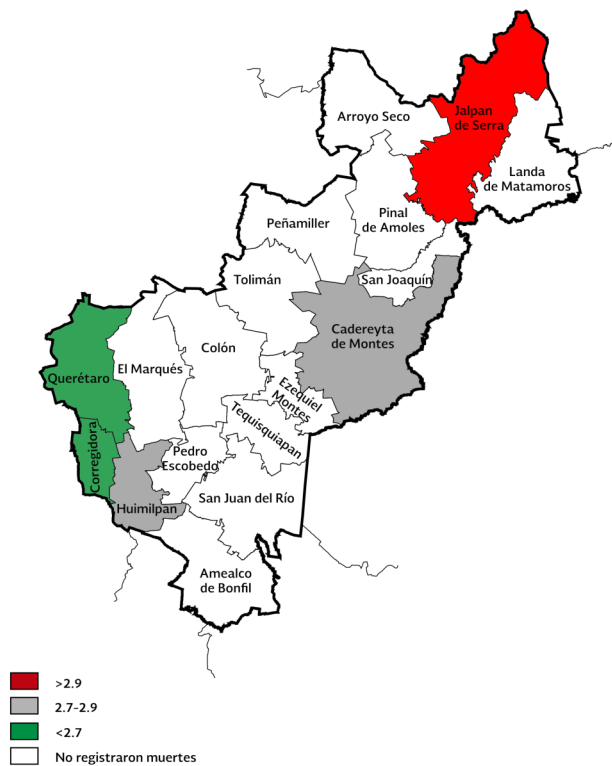 Arroyo Seco
Jalpan
de Serra
Landa
de Matamoros
Pinal
de Amoles
Peñamiller
San Joaquín
Tolimán
Cadereyta
de Montes
Colón
El Marqués
Querétaro
Ezequiel
Montes
Tequisquiapan
Corregidora
Pedro
Escobedo
San Juan del Río
Huimilpan
Amealco
de Bonfil
>2.9
2.7-2.9
<2.7
No registraron muertes